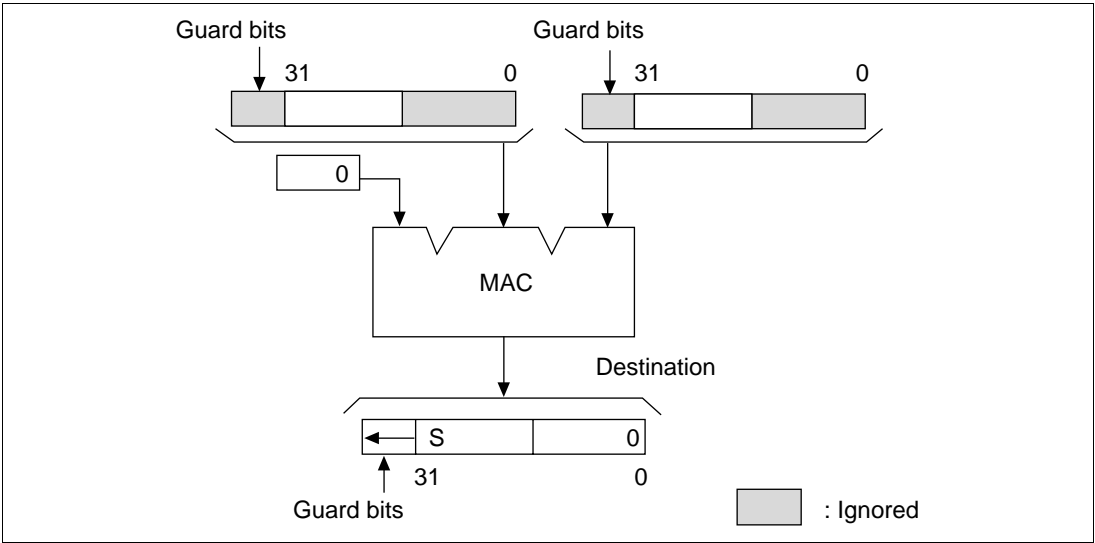 Guard bits
Guard bits
31 0
31 0
0
MAC
Destination
S 0
31 0
Guard bits
: Ignored